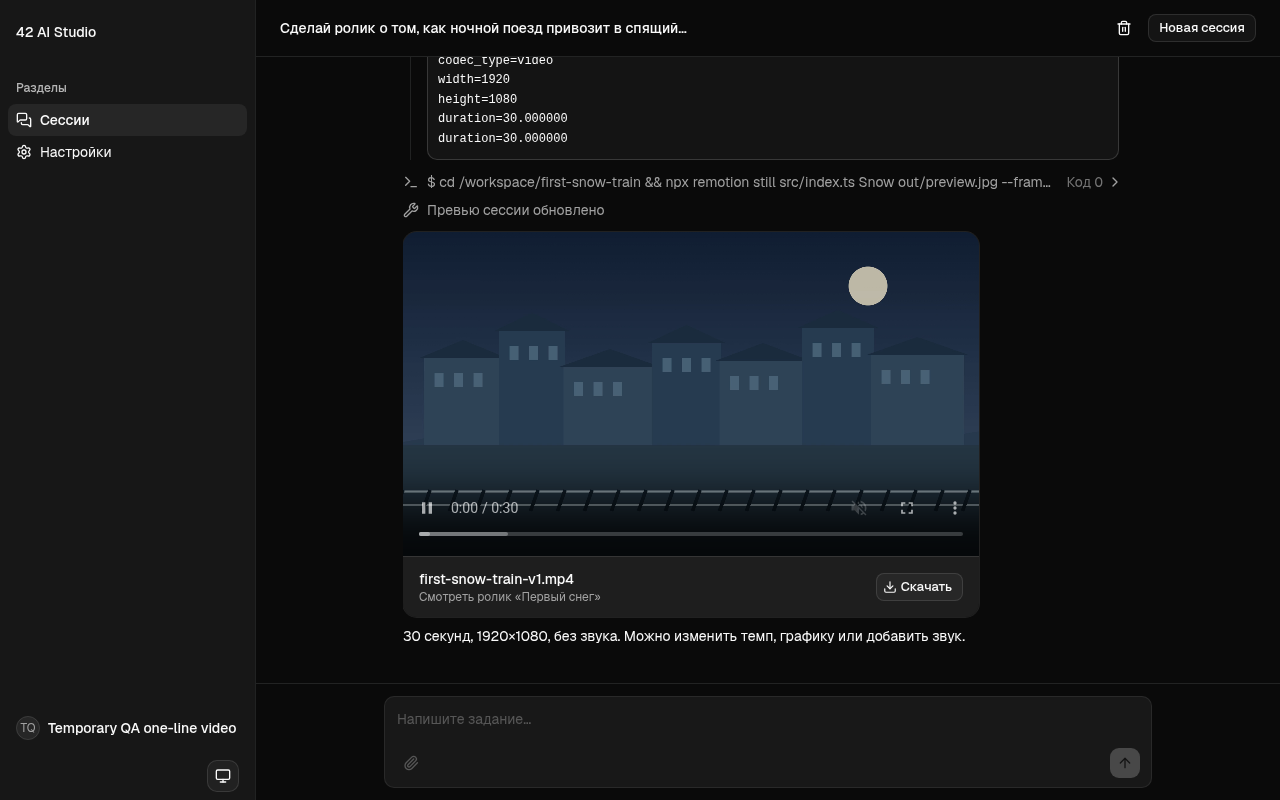 42 AI Studio
Разделы
Сессии
Настройки
TQ
Temporary QA one-line video
Сделай ролик о том, как ночной поезд привозит в спящий…
Новая сессия
codec_type=video
width=1920
height=1080
duration=30.000000
duration=30.000000
$ cd /workspace/first-snow-train && npx remotion still src/index.ts Snow out/preview.jpg --fram…
Код 0
Превью сессии обновлено
0:00 / 0:30
first-snow-train-v1.mp4
Смотреть ролик «Первый снег»
Скачать
30 секунд, 1920×1080, без звука. Можно изменить темп, графику или добавить звук.
Напишите задание…